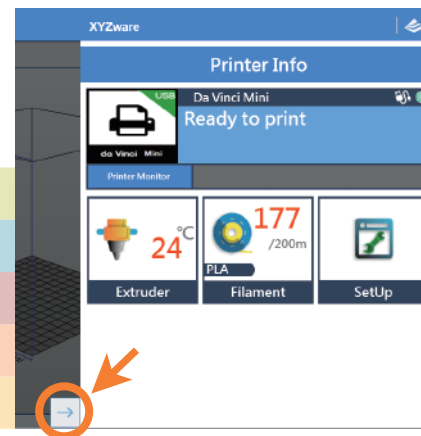 XYZware
Printer Info
USB
Da Vinci Mini
Ready to print
da Vinci Mini
Printer Monitor
24°C
177
/200m
PLA
Extruder
Filament
SetUp